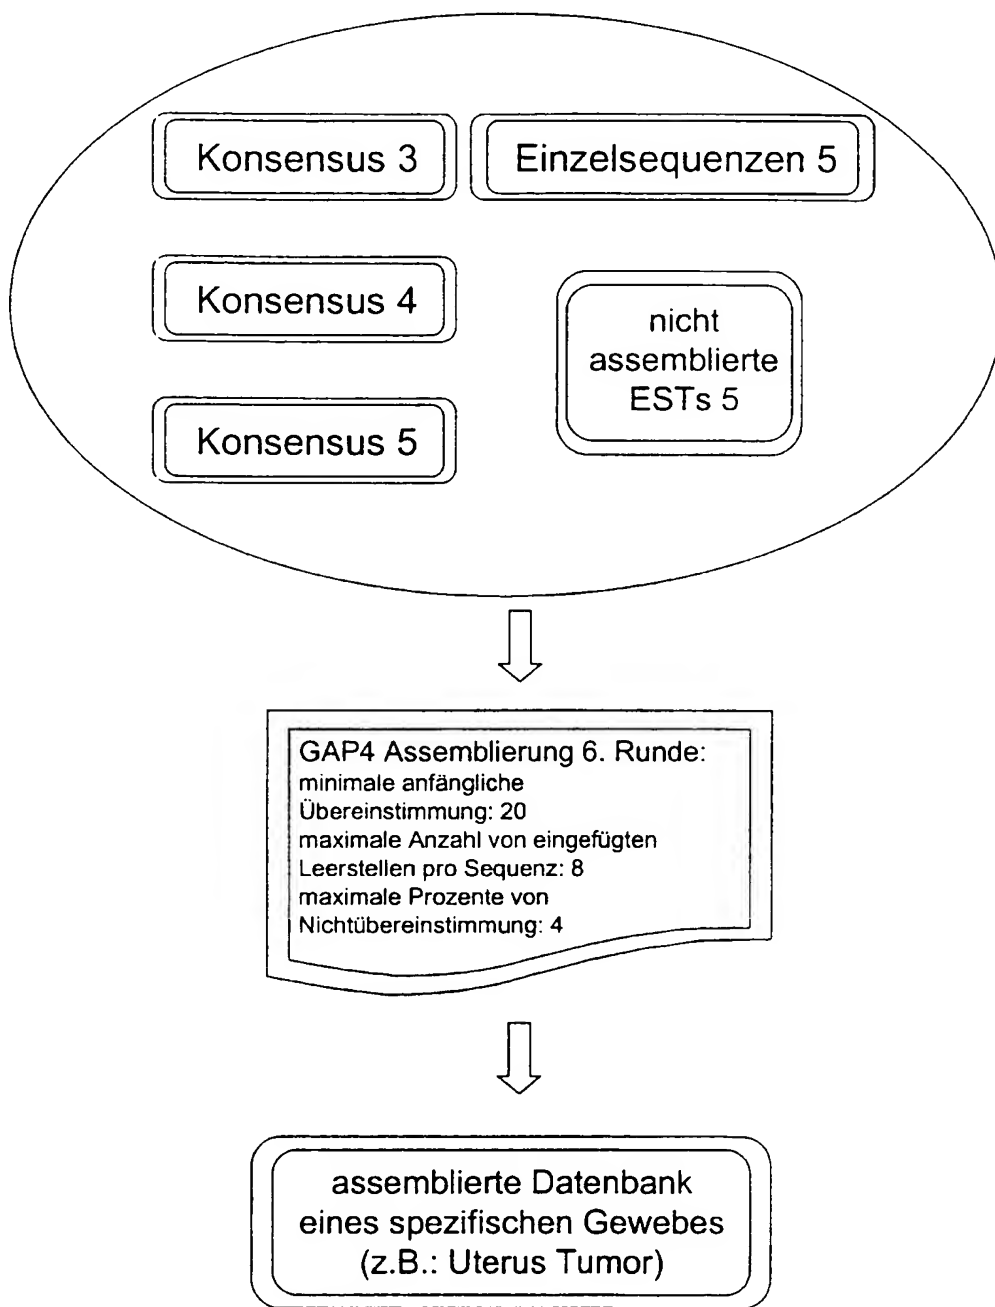 Konsensus 3
Einzelsequenzen 5
Konsensus 4
nicht
assemblierte
ESTs 5
Konsensus 5
GAP4 Assemblierung 6. Runde:
minimale anfängliche
Übereinstimmung: 20
maximale Anzahl von eingefügten
Leerstellen pro Sequenz: 8
maximale Prozente von
Nichtübereinstimmung: 4
assemblierte Datenbank
eines spezifischen Gewebes
(z.B.: Uterus Tumor)